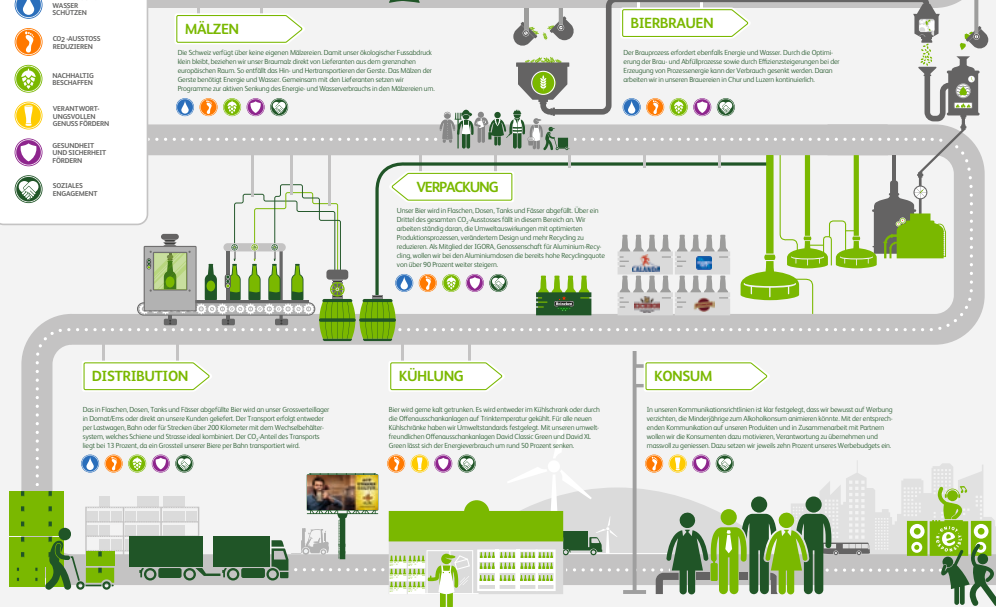 WASSER
SCHÜTZEN
CO₂-AUSSTOSS
REDUZIEREN
NACHHALTIG
BESCHAFFEN
VERANTWORT-
UNGSVOLLEN
GENUSS FÖRDERN
GESUNDHEIT
UND SICHERHEIT
FÖRDERN
SOZIALES
ENGAGEMENT
MÄLZEN
Die Schweiz verfügt über keine eigenen Mälzereien. Damit unser ökologischer Fussabdruck
klein bleibt, beziehen wir unser Braumalz direkt von Lieferanten aus dem grenznahen
europäischen Raum. So entfällt das Hin- und Hertransportieren der Gerste. Das Mälzen der
Gerste benötigt Energie und Wasser. Gemeinsam mit den Lieferanten setzen wir
Programme zur aktiven Senkung des Energie- und Wasserverbrauchs in den Mälzereien um.
BIERBRAUEN
Der Brauprozess erfordert ebenfalls Energie und Wasser. Durch die Optimi-
erung der Brau- und Abfüllprozesse sowie durch Effizienzsteigerungen bei der
Erzeugung von Prozessenergie kann der Verbrauch gesenkt werden. Daran
arbeiten wir in unseren Brauereien in Chur und Luzern kontinuierlich.
VERPACKUNG
Unser Bier wird in Flaschen, Dosen, Tanks und Fässer abgefüllt. Über ein
Drittel des gesamten CO₂-Ausstosses fällt in diesem Bereich an. Wir
arbeiten ständig daran, die Umweltauswirkungen mit optimierten
Produktionsprozessen, verändertem Design und mehr Recycling zu
reduzieren. Als Mitglied der IGORA, Genossenschaft für Aluminium-Recy-
cling, wollen wir bei den Aluminiumdosen die bereits hohe Recyclingquote
von über 90 Prozent weiter steigern.
CALANDA
Heineken
DISTRIBUTION
Das in Flaschen, Dosen, Tanks und Fässer abgefüllte Bier wird an unser Grossverteillager
in Domat/Ems oder direkt an unsere Kunden geliefert. Der Transport erfolgt entweder
per Lastwagen, Bahn oder für Strecken über 200 Kilometer mit dem Wechselbehälter-
system, welches Schiene und Strasse ideal kombiniert. Der CO₂-Anteil des Transports
liegt bei 13 Prozent, da ein Grossteil unserer Biere per Bahn transportiert wird.
KÜHLUNG
Bier wird gerne kalt getrunken. Es wird entweder im Kühlschrank oder durch
die Offenausschankanlagen auf Trinktemperatur gekühlt. Für alle neuen
Kühlschränke haben wir Umweltstandards festgelegt. Mit unseren umwelt-
freundlichen Offenausschankanlagen David Classic Green und David XL
Green lässt sich der Energieverbrauch um rund 50 Prozent senken.
KONSUM
In unseren Kommunikationsrichtlinien ist klar festgelegt, dass wir bewusst auf Werbung
verzichten, die Minderjährige zum Alkoholkonsum animieren könnte. Mit der entsprech-
enden Kommunikation auf unseren Produkten und in Zusammenarbeit mit Partnern
wollen wir die Konsumenten dazu motivieren, Verantwortung zu übernehmen und
massvoll zu geniessen. Dazu setzen wir jeweils zehn Prozent unseres Werbebudgets ein.
ENJOY
e